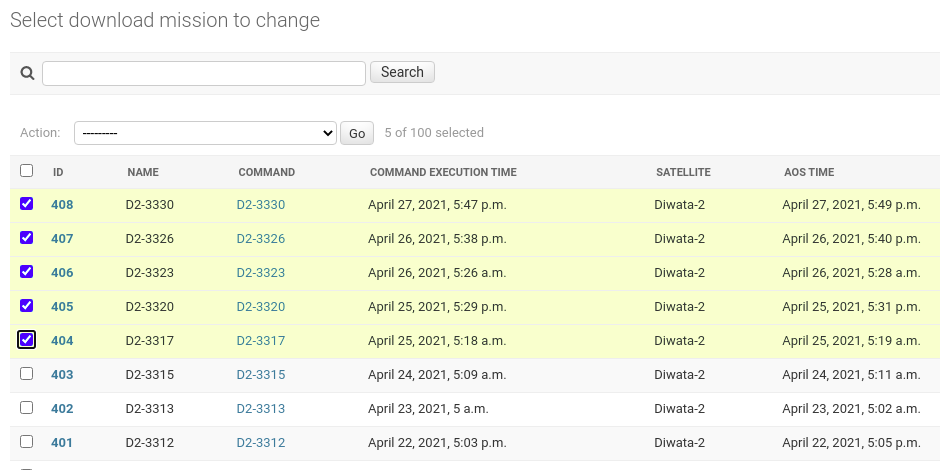 Select download mission to change
Search
Action: --------- Go 5 of 100 selected
ID NAME COMMAND COMMAND EXECUTION TIME SATELLITE AOS TIME
408 D2-3330 D2-3330 April 27, 2021, 5:47 p.m. Diwata-2 April 27, 2021, 5:49 p.m.
407 D2-3326 D2-3326 April 26, 2021, 5:38 p.m. Diwata-2 April 26, 2021, 5:40 p.m.
406 D2-3323 D2-3323 April 26, 2021, 5:26 a.m. Diwata-2 April 26, 2021, 5:28 a.m.
405 D2-3320 D2-3320 April 25, 2021, 5:29 p.m. Diwata-2 April 25, 2021, 5:31 p.m.
404 D2-3317 D2-3317 April 25, 2021, 5:18 a.m. Diwata-2 April 25, 2021, 5:19 a.m.
403 D2-3315 D2-3315 April 24, 2021, 5:09 a.m. Diwata-2 April 24, 2021, 5:11 a.m.
402 D2-3313 D2-3313 April 23, 2021, 5 a.m. Diwata-2 April 23, 2021, 5:02 a.m.
401 D2-3312 D2-3312 April 22, 2021, 5:03 p.m. Diwata-2 April 22, 2021, 5:05 p.m.